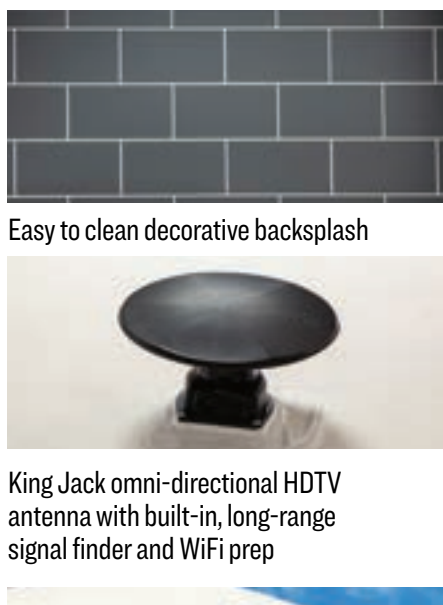 Easy to clean decorative backsplash
King Jack omni-directional HDTV
antenna with built-in, long-range
signal finder and WiFi prep